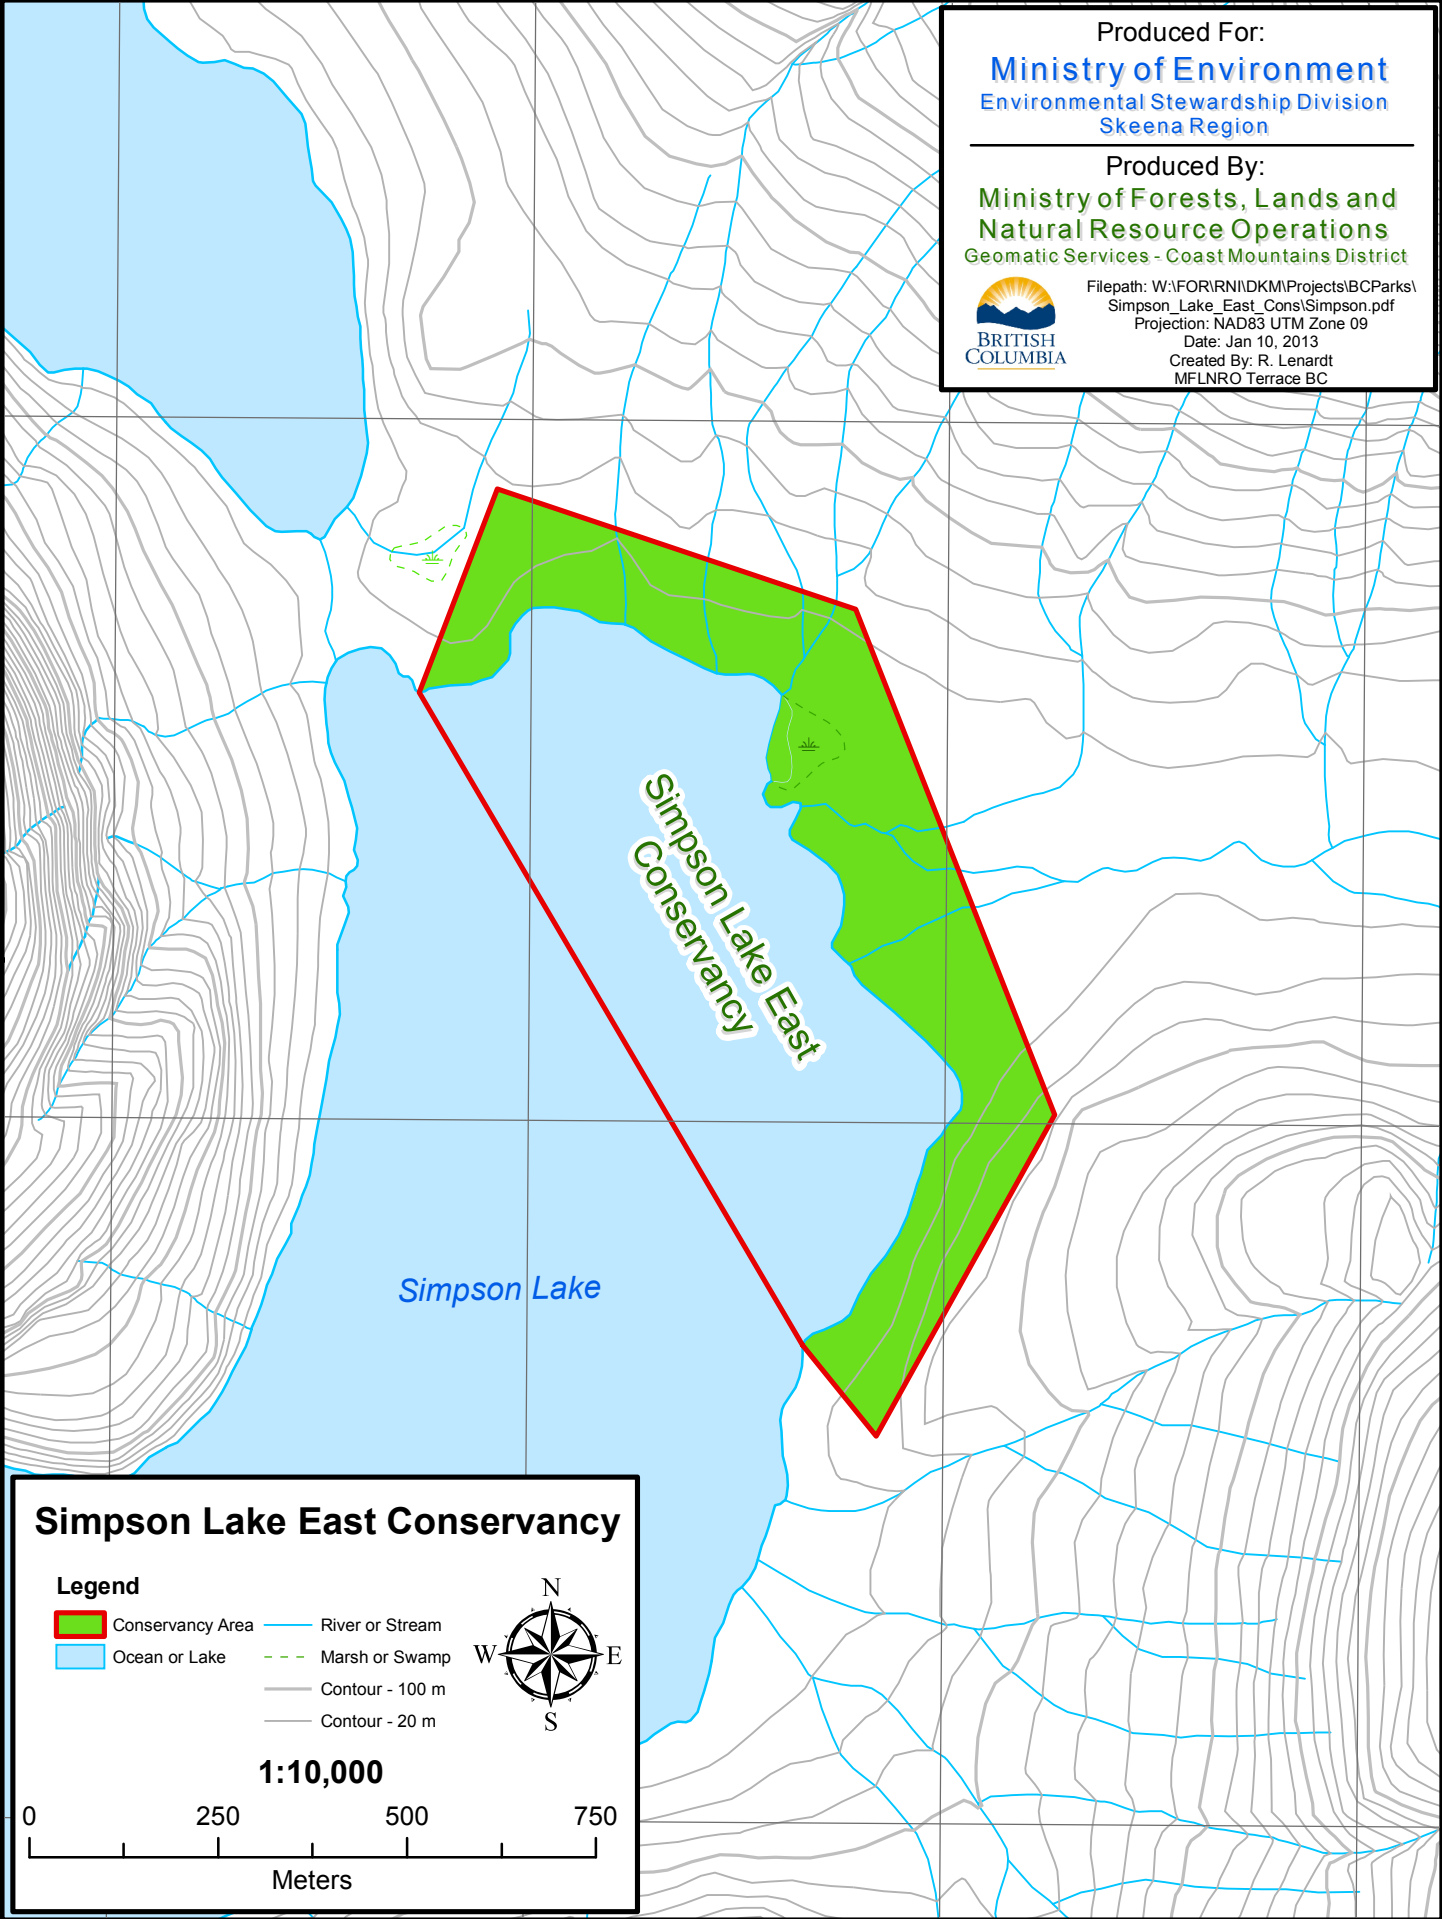 Produced For:
Ministry of Environment
Environmental Stewardship Division
Skeena Region
Produced By:
Ministry of Forests, Lands and
Natural Resource Operations
Geomatic Services - Coast Mountains District
Filepath: W:\FOR\RNI\DKM\Projects\BCParks\
Simpson_Lake_East_Cons\Simpson.pdf
Projection: NAD83 UTM Zone 09
Date: Jan 10, 2013
Created By: R. Lenardt
MFLNRO Terrace BC
BRITISH
COLUMBIA
Simpson Lake East
Conservancy
Simpson Lake
Simpson Lake East Conservancy
Legend
Conservancy Area
River or Stream
Ocean or Lake
Marsh or Swamp
Contour - 100 m
Contour - 20 m
N
W E
S
1:10,000
0 250 500 750
Meters